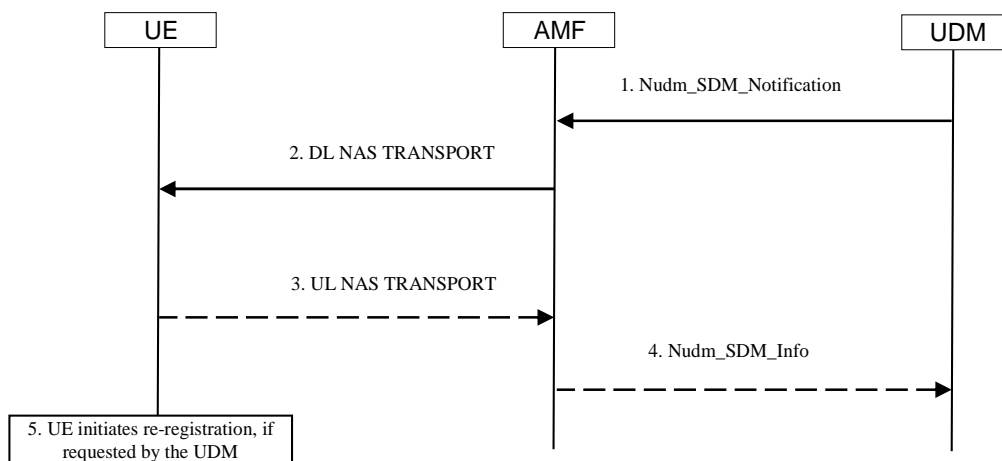 UE
AMF
UDM
1. Nudm_SDM_Notification
2. DL NAS TRANSPORT
3. UL NAS TRANSPORT
4. Nudm_SDM_Info
5. UE initiates re-registration, if
requested by the UDM